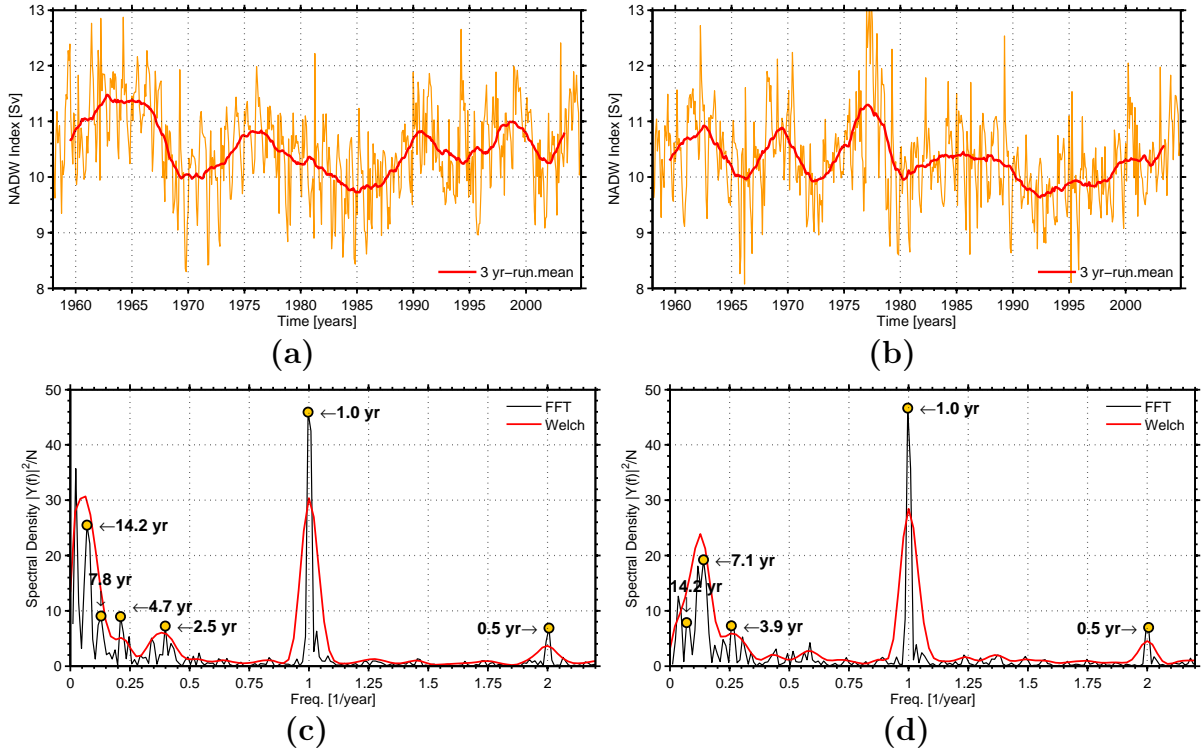 13
12
11
10
9
8
NADW Index [Sv]
1960 1965 1970 1975 1980 1985 1990 1995 2000
Time [years]
3 yr−run.mean
(a)
13
12
11
10
9
8
NADW Index [Sv]
1960 1965 1970 1975 1980 1985 1990 1995 2000
Time [years]
3 yr−run.mean
(b)
50
40
30
20
10
0
Spectral Density |Y(f)|²/N
FFT
Welch
←1.0 yr
←14.2 yr
7.8 yr
←4.7 yr
←2.5 yr
0.5 yr→
0 0.25 0.5 0.75 1 1.25 1.5 1.75 2
Freq. [1/year]
(c)
50
40
30
20
10
0
Spectral Density |Y(f)|²/N
FFT
Welch
←1.0 yr
←7.1 yr
14.2 yr
←3.9 yr
0.5 yr→
0 0.25 0.5 0.75 1 1.25 1.5 1.75 2
Freq. [1/year]
(d)